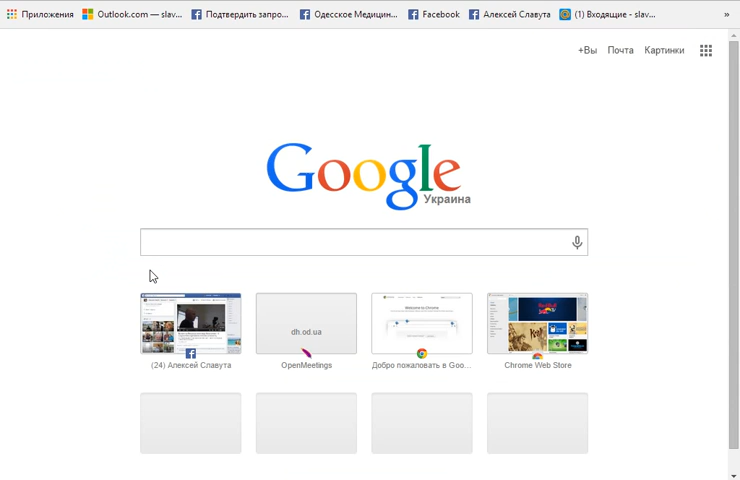 Приложения Outlook.com — slav... Подтвердить запро... Одесское Медицин... Facebook Алексей Славута (1) Входящие - slav... »
+Вы Почта Картинки
Google
Украина
dh.od.ua
(24) Алексей Славута OpenMeetings Добро пожаловать в Goo... Chrome Web Store